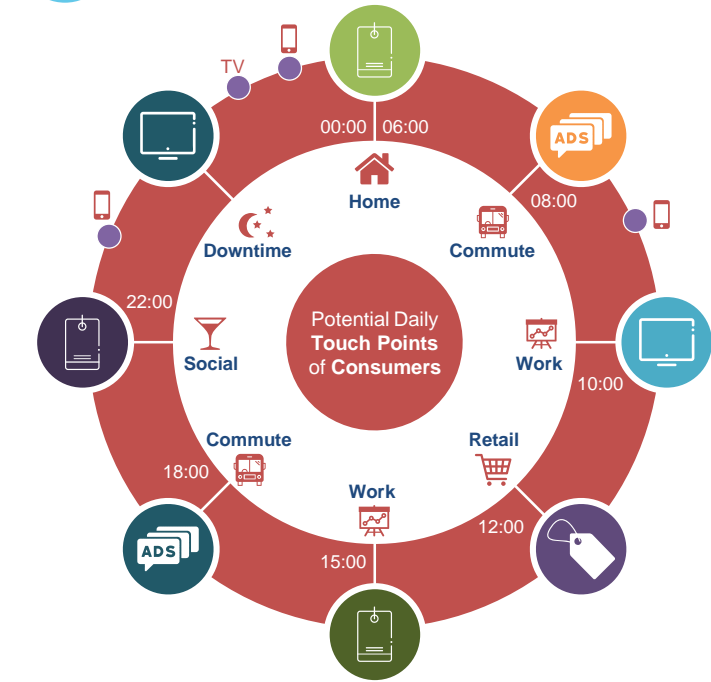 TV
00:00
06:00
ADS
Home
08:00
Downtime
Commute
22:00
Potential Daily
Touch Points
of Consumers
Social
Work
10:00
Commute
Retail
18:00
Work
12:00
ADS
15:00